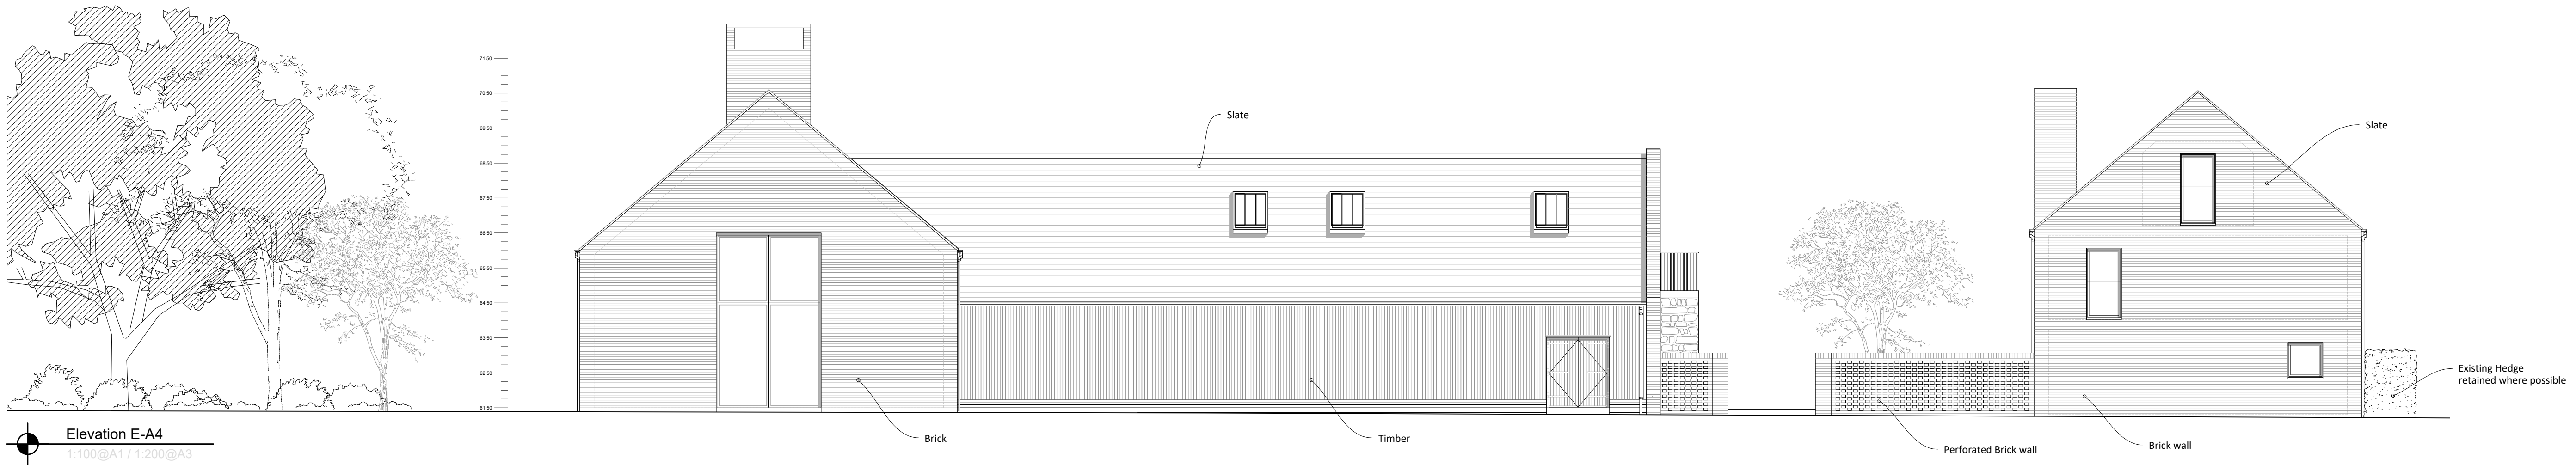 71.50
70.50
69.50
68.50
67.50
66.50
65.50
64.50
63.50
62.50
61.50
Slate
Slate
Existing Hedge
retained where possible
Brick
Timber
Perforated Brick wall
Brick wall
Elevation E-A4
1:100@A1 / 1:200@A3